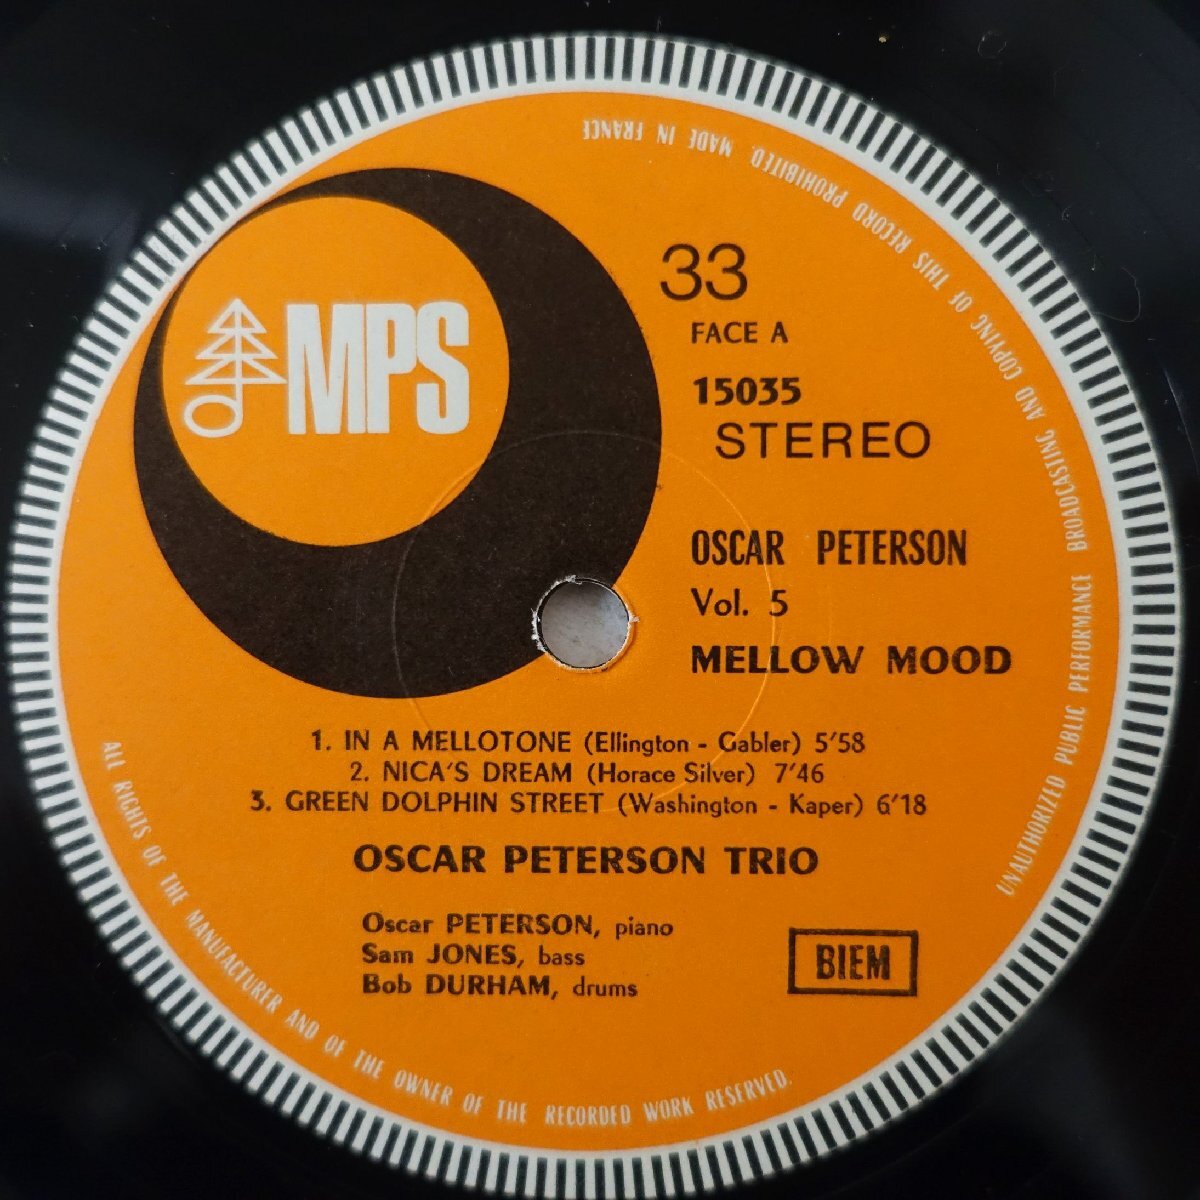 MPS
33
FACE A
15035
STEREO
OSCAR PETERSON
Vol. 5
MELLOW MOOD
1. IN A MELLOTONE (Ellington - Gabler) 5'58
2. NICA'S DREAM (Horace Silver) 7'46
3. GREEN DOLPHIN STREET (Washington - Kaper) 6'18
OSCAR PETERSON TRIO
Oscar PETERSON, piano
Sam JONES, bass
Bob DURHAM, drums
BIEM
ALL RIGHTS OF THE MANUFACTURER AND OF THE OWNER OF THE RECORDED WORK RESERVED.
UNAUTHORIZED PUBLIC PERFORMANCE BROADCASTING AND COPYING OF THIS RECORD PROHIBITED. MADE IN FRANCE